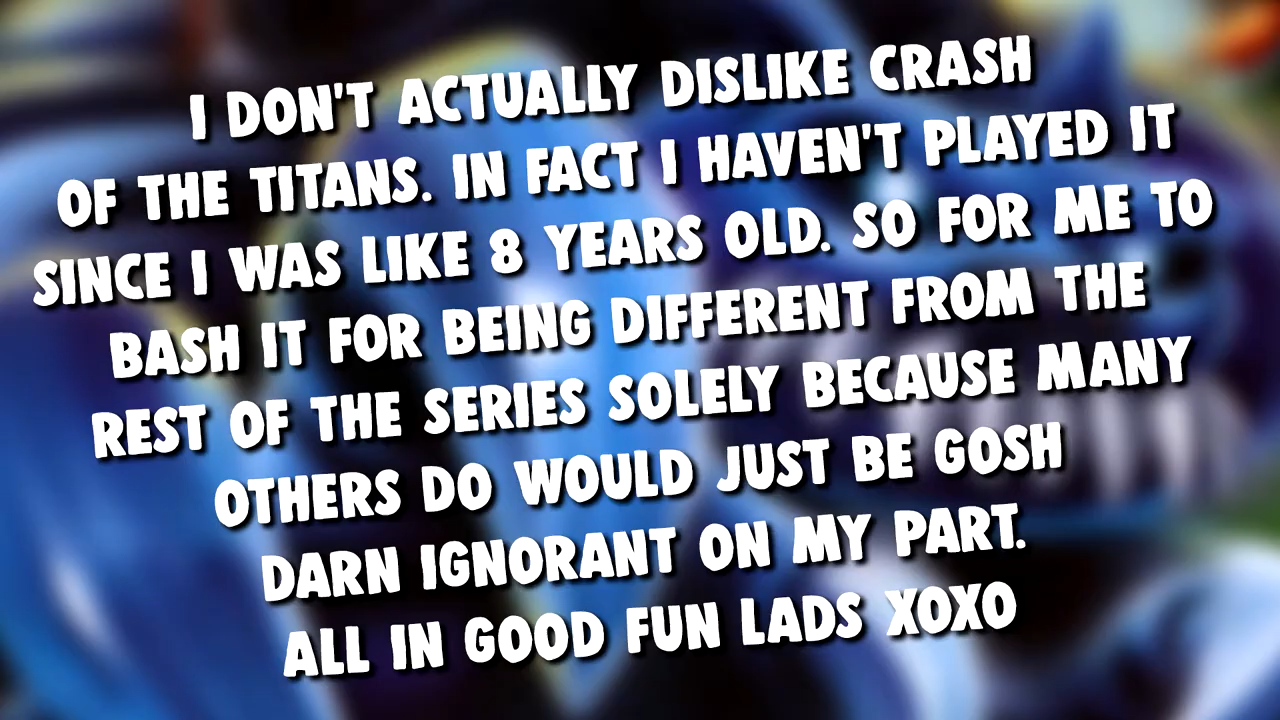 I DON'T ACTUALLY DISLIKE CRASH
OF THE TITANS. IN FACT I HAVEN'T PLAYED IT
SINCE I WAS LIKE 8 YEARS OLD. SO FOR ME TO
BASH IT FOR BEING DIFFERENT FROM THE
REST OF THE SERIES SOLELY BECAUSE MANY
OTHERS DO WOULD JUST BE GOSH
DARN IGNORANT ON MY PART.
ALL IN GOOD FUN LADS XOXO